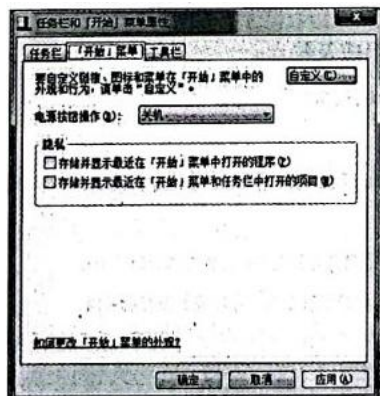 任务栏和「开始」菜单属性
任务栏 「开始」菜单 工具栏
要自定义链接、图标和菜单在「开始」菜单中的外观和行为，请单击"自定义"。
自定义(C)...
电源按钮操作(B)： 关机
隐私
存储并显示最近在「开始」菜单中打开的程序(P)
存储并显示最近在「开始」菜单和任务栏中打开的项目(M)
如何更改「开始」菜单的外观?
确定 取消 应用(A)